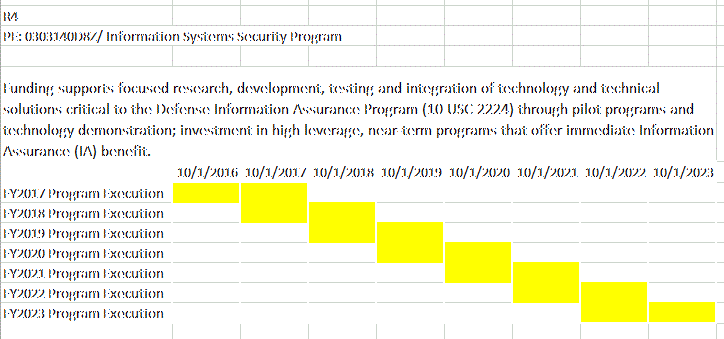 R4
PE: 0303140D8Z/ Information Systems Security Program
Funding supports focused research, development, testing and integration of technology and technical
solutions critical to the Defense Information Assurance Program (10 USC 2224) through pilot programs and
technology demonstration; investment in high leverage, near-term programs that offer immediate Information
Assurance (IA) benefit.
10/1/2016 10/1/2017 10/1/2018 10/1/2019 10/1/2020 10/1/2021 10/1/2022 10/1/2023
FY2017 Program Execution
FY2018 Program Execution
FY2019 Program Execution
FY2020 Program Execution
FY2021 Program Execution
FY2022 Program Execution
FY2023 Program Execution